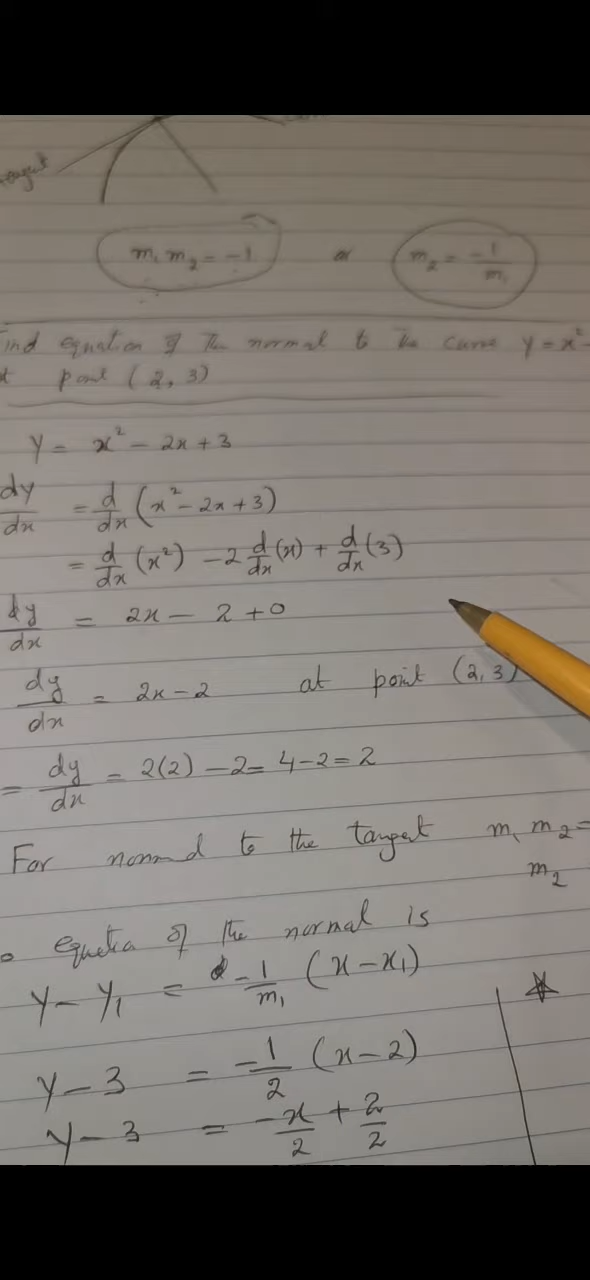 m₁ m₂ = -1 or m₂ = -1/m₁
Find equation of the normal to the curve y = x² -
point (2, 3)
y = x² - 2x + 3
dy/dx = d/dx (x² - 2x + 3)
= d/dx (x²) - 2 d/dx (x) + d/dx (3)
dy/dx = 2x - 2 + 0
dy/dx = 2x - 2 at point (2, 3)
= dy/dx = 2(2) - 2 = 4 - 2 = 2
For normal to the tangent m₁ m₂ =
m₂
equation of the normal is
y - y₁ = -1/m₁ (x - x₁)
y - 3 = -1/2 (x - 2)
y - 3 = -x/2 + 2/2